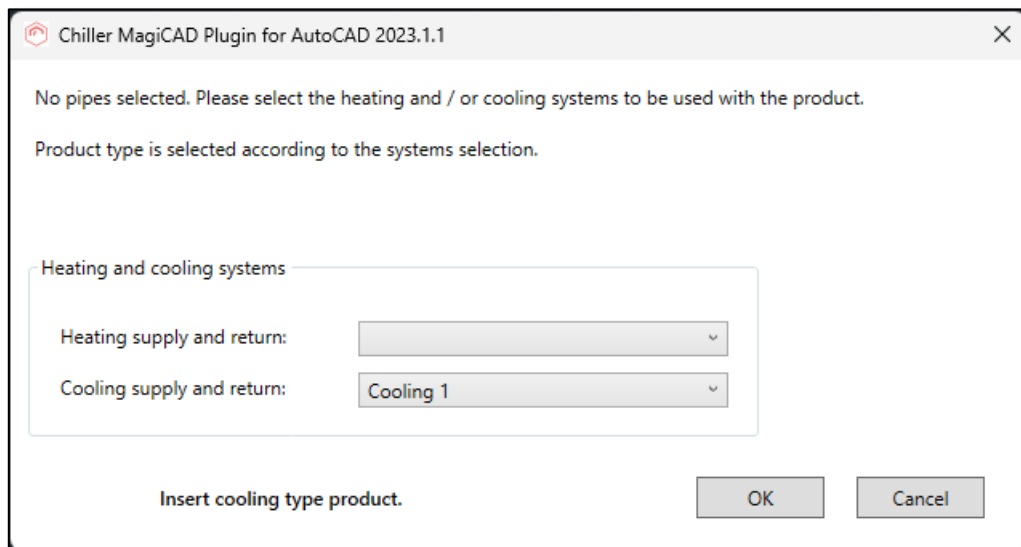 Chiller MagiCAD Plugin for AutoCAD 2023.1.1
No pipes selected. Please select the heating and / or cooling systems to be used with the product.
Product type is selected according to the systems selection.
Heating and cooling systems
Heating supply and return:
Cooling supply and return: Cooling 1
Insert cooling type product. OK Cancel